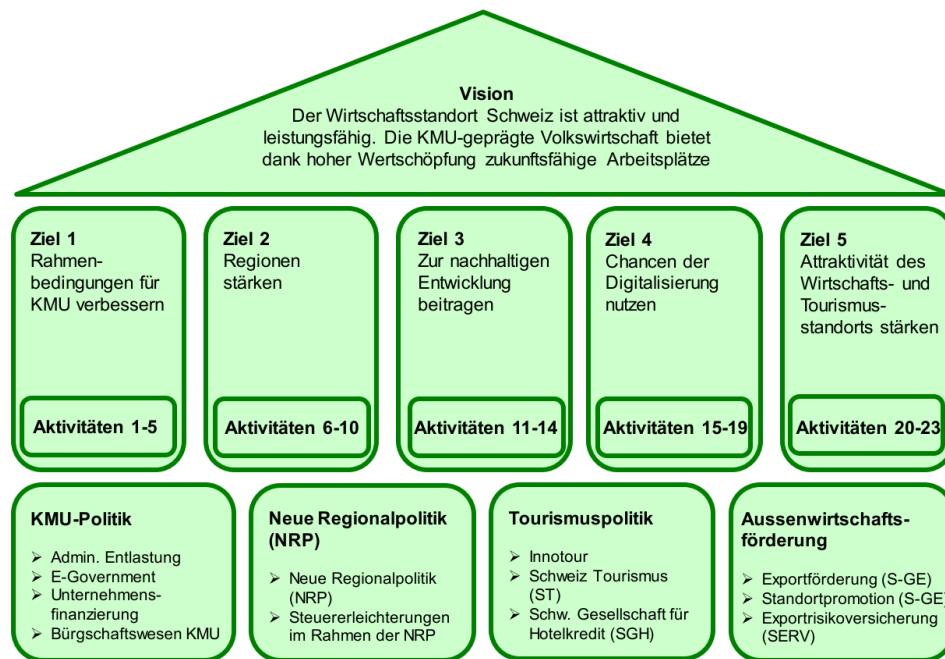 Vision
Der Wirtschaftsstandort Schweiz ist attraktiv und
leistungsfähig. Die KMU-geprägte Volkswirtschaft bietet
dank hoher Wertschöpfung zukunftsfähige Arbeitsplätze
Ziel 1
Rahmen-
bedingungen für
KMU verbessern
Aktivitäten 1-5
Ziel 2
Regionen
stärken
Aktivitäten 6-10
Ziel 3
Zur nachhaltigen
Entwicklung
beitragen
Aktivitäten 11-14
Ziel 4
Chancen der
Digitalisierung
nutzen
Aktivitäten 15-19
Ziel 5
Attraktivität des
Wirtschafts- und
Tourismus-
standorts stärken
Aktivitäten 20-23
KMU-Politik
➢ Admin. Entlastung
➢ E-Government
➢ Unternehmens-
finanzierung
➢ Bürgschaftswesen KMU
Neue Regionalpolitik
(NRP)
➢ Neue Regionalpolitik
(NRP)
➢ Steuererleichterungen
im Rahmen der NRP
Tourismuspolitik
➢ Innotour
➢ Schweiz Tourismus
(ST)
➢ Schw. Gesellschaft für
Hotelkredit (SGH)
Aussenwirtschafts-
förderung
➢ Exportförderung (S-GE)
➢ Standortpromotion (S-GE)
➢ Exportrisikoversicherung
(SERV)